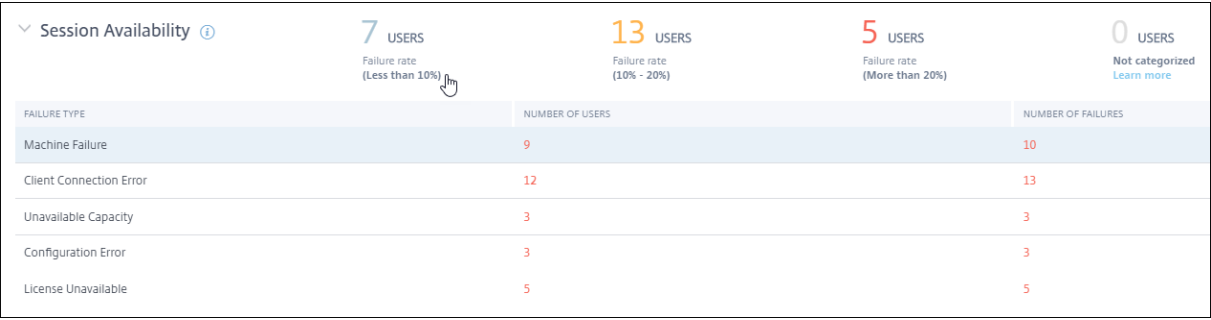 Session Availability
7 USERS
Failure rate
(Less than 10%)
13 USERS
Failure rate
(10% - 20%)
5 USERS
Failure rate
(More than 20%)
0 USERS
Not categorized
Learn more
FAILURE TYPE NUMBER OF USERS NUMBER OF FAILURES
Machine Failure 9 10
Client Connection Error 12 13
Unavailable Capacity 3 3
Configuration Error 3 3
License Unavailable 5 5